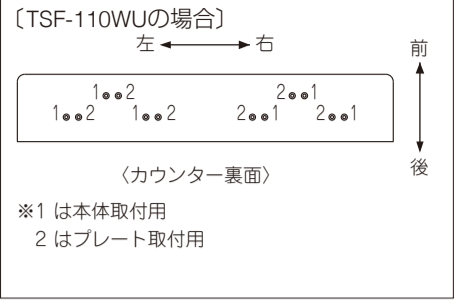 〔TSF-110WUの場合〕
左 右
前
1 2 2 1
1 2 1 2 2 1 2 1
後
〈カウンター裏面〉
※1 は本体取付用
2 はプレート取付用